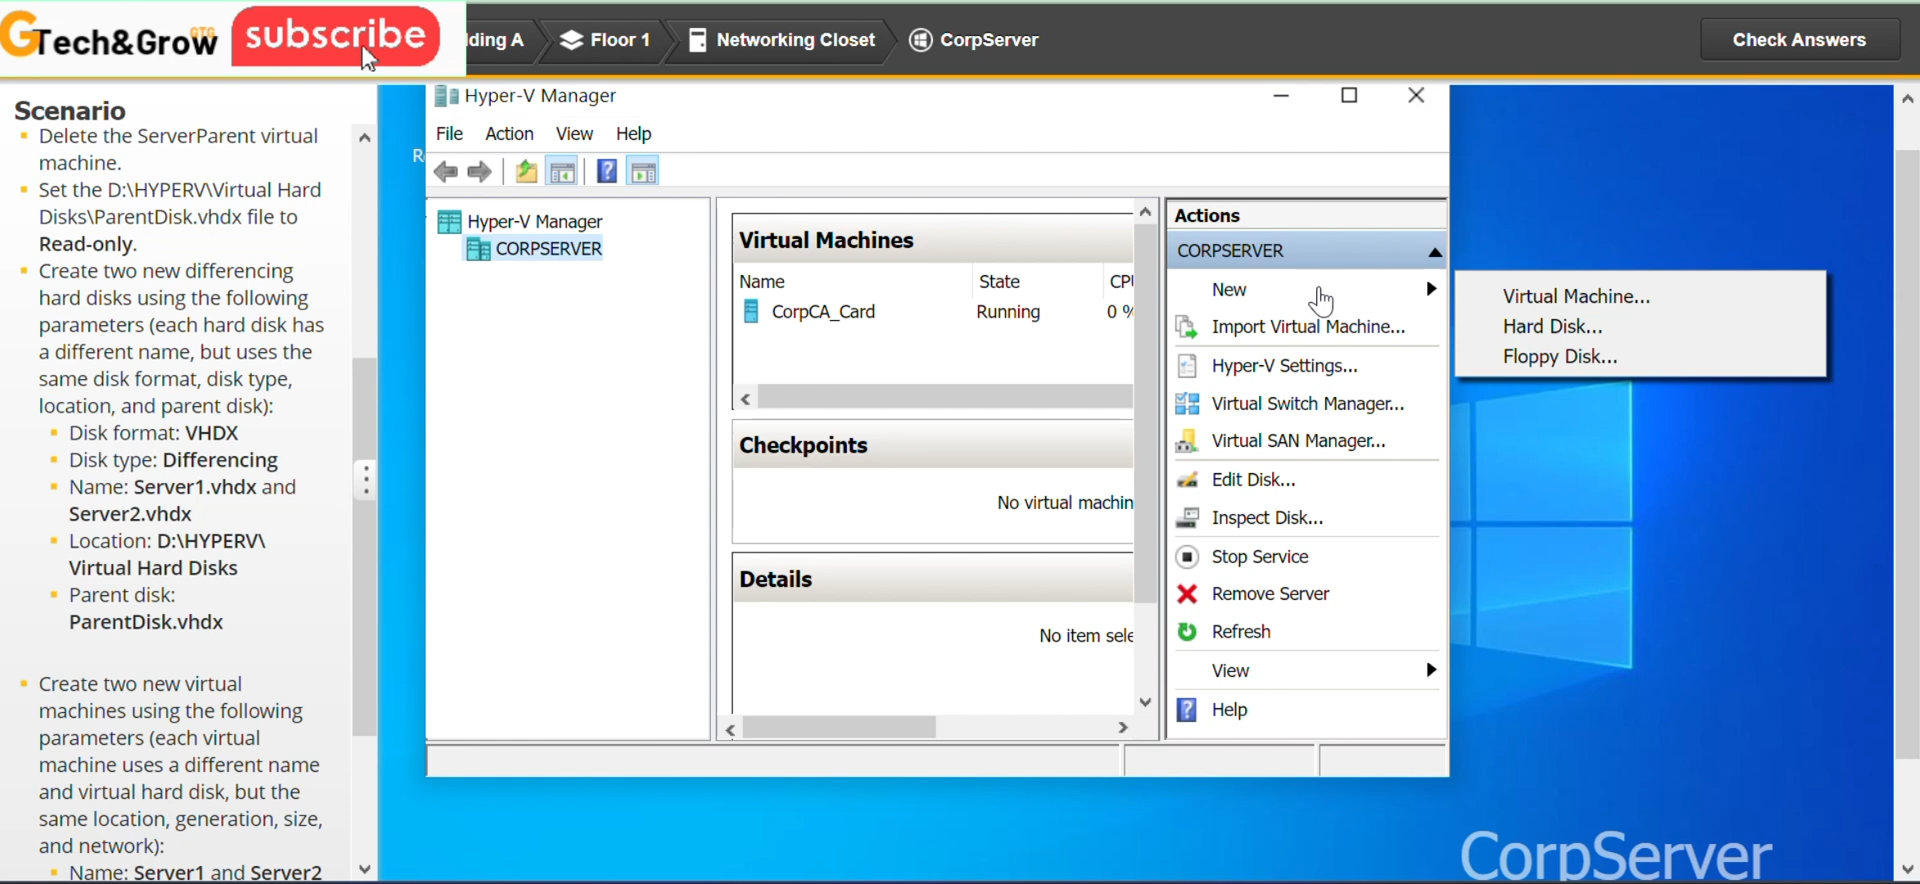 GTech&Grow
GTG
subscribe
lding A
Floor 1
Networking Closet
CorpServer
Check Answers
Scenario
Delete the ServerParent virtual
machine.
Set the D:\HYPERV\Virtual Hard
Disks\ParentDisk.vhdx file to
Read-only.
Create two new differencing
hard disks using the following
parameters (each hard disk has
a different name, but uses the
same disk format, disk type,
location, and parent disk):
Disk format: VHDX
Disk type: Differencing
Name: Server1.vhdx and
Server2.vhdx
Location: D:\HYPERV\
Virtual Hard Disks
Parent disk:
ParentDisk.vhdx
Create two new virtual
machines using the following
parameters (each virtual
machine uses a different name
and virtual hard disk, but the
same location, generation, size,
and network):
Name: Server1 and Server2
R
Hyper-V Manager
File Action View Help
Hyper-V Manager
CORPSERVER
Virtual Machines
Name State CPU
CorpCA_Card Running 0 %
Checkpoints
No virtual machin
Details
No item sele
Actions
CORPSERVER
New
Import Virtual Machine...
Hyper-V Settings...
Virtual Switch Manager...
Virtual SAN Manager...
Edit Disk...
Inspect Disk...
Stop Service
Remove Server
Refresh
View
Help
Virtual Machine...
Hard Disk...
Floppy Disk...
CorpServer